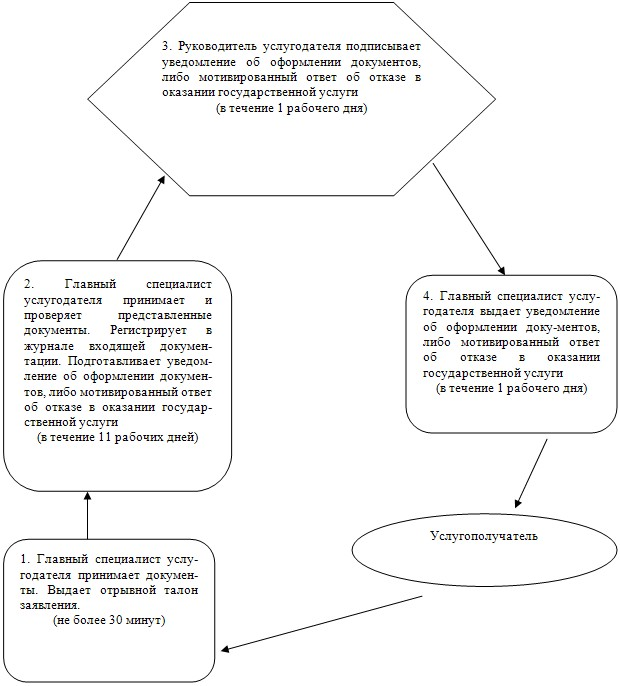 3. Руководитель услугодателя подписывает
уведомление об оформлении документов,
либо мотивированный ответ об отказе в
оказании государственной услуги
(в течение 1 рабочего дня)
2. Главный специалист
услугодателя принимает и
проверяет представленные
документы. Регистрирует в
журнале входящей докумен-
тации. Подготавливает уведом-
ление об оформлении докумен-
тов, либо мотивированный ответ
об отказе в оказании государ-
ственной услуги
(в течение 11 рабочих дней)
4. Главный специалист услу-
годателя выдает уведомление
об оформлении доку-ментов,
либо мотивированный ответ
об отказе в оказании
государственной услуги
(в течение 1 рабочего дня)
Услугополучатель
1. Главный специалист услу-
годателя принимает докумен-
ты. Выдает отрывной талон
заявления.
(не более 30 минут)